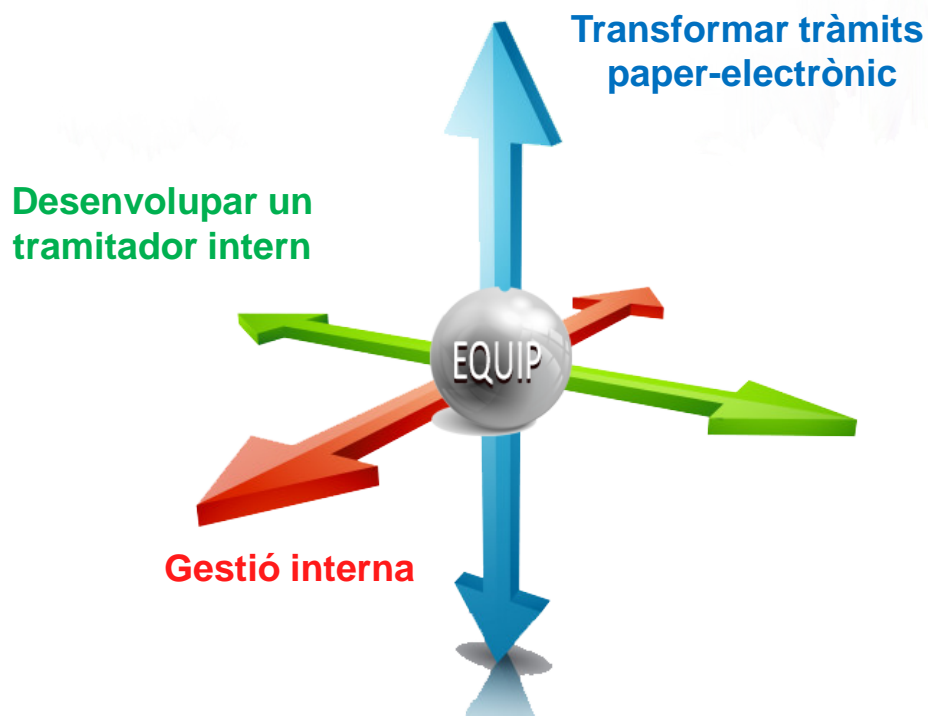 Transformar tràmits
paper-electrònic
Desenvolupar un
tramitador intern
EQUIP
Gestió interna